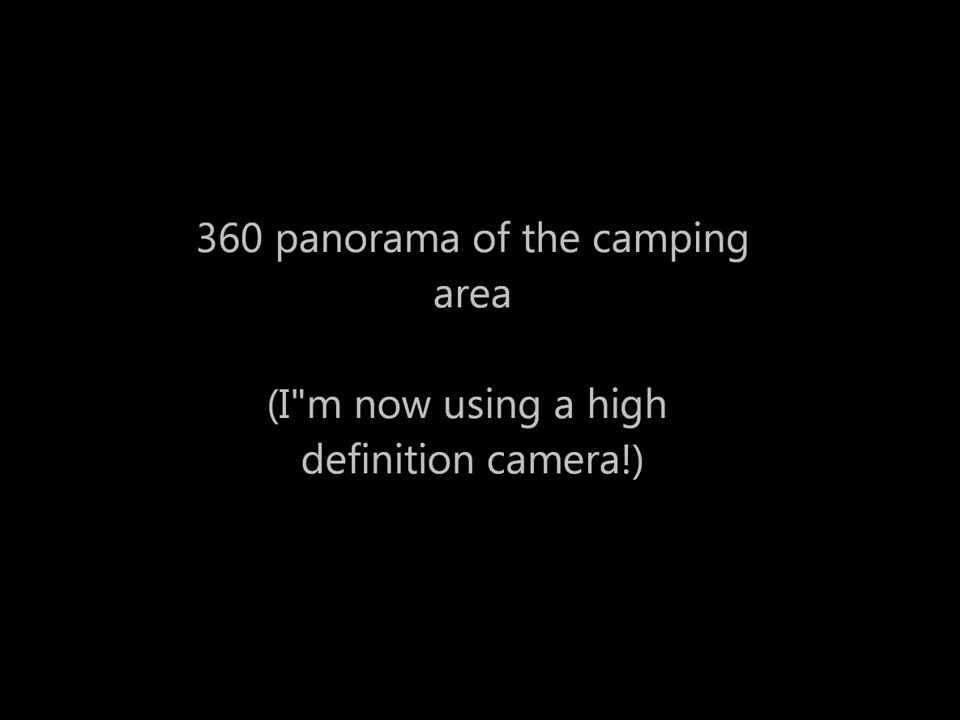 360 panorama of the camping
area
(I"m now using a high
definition camera!)